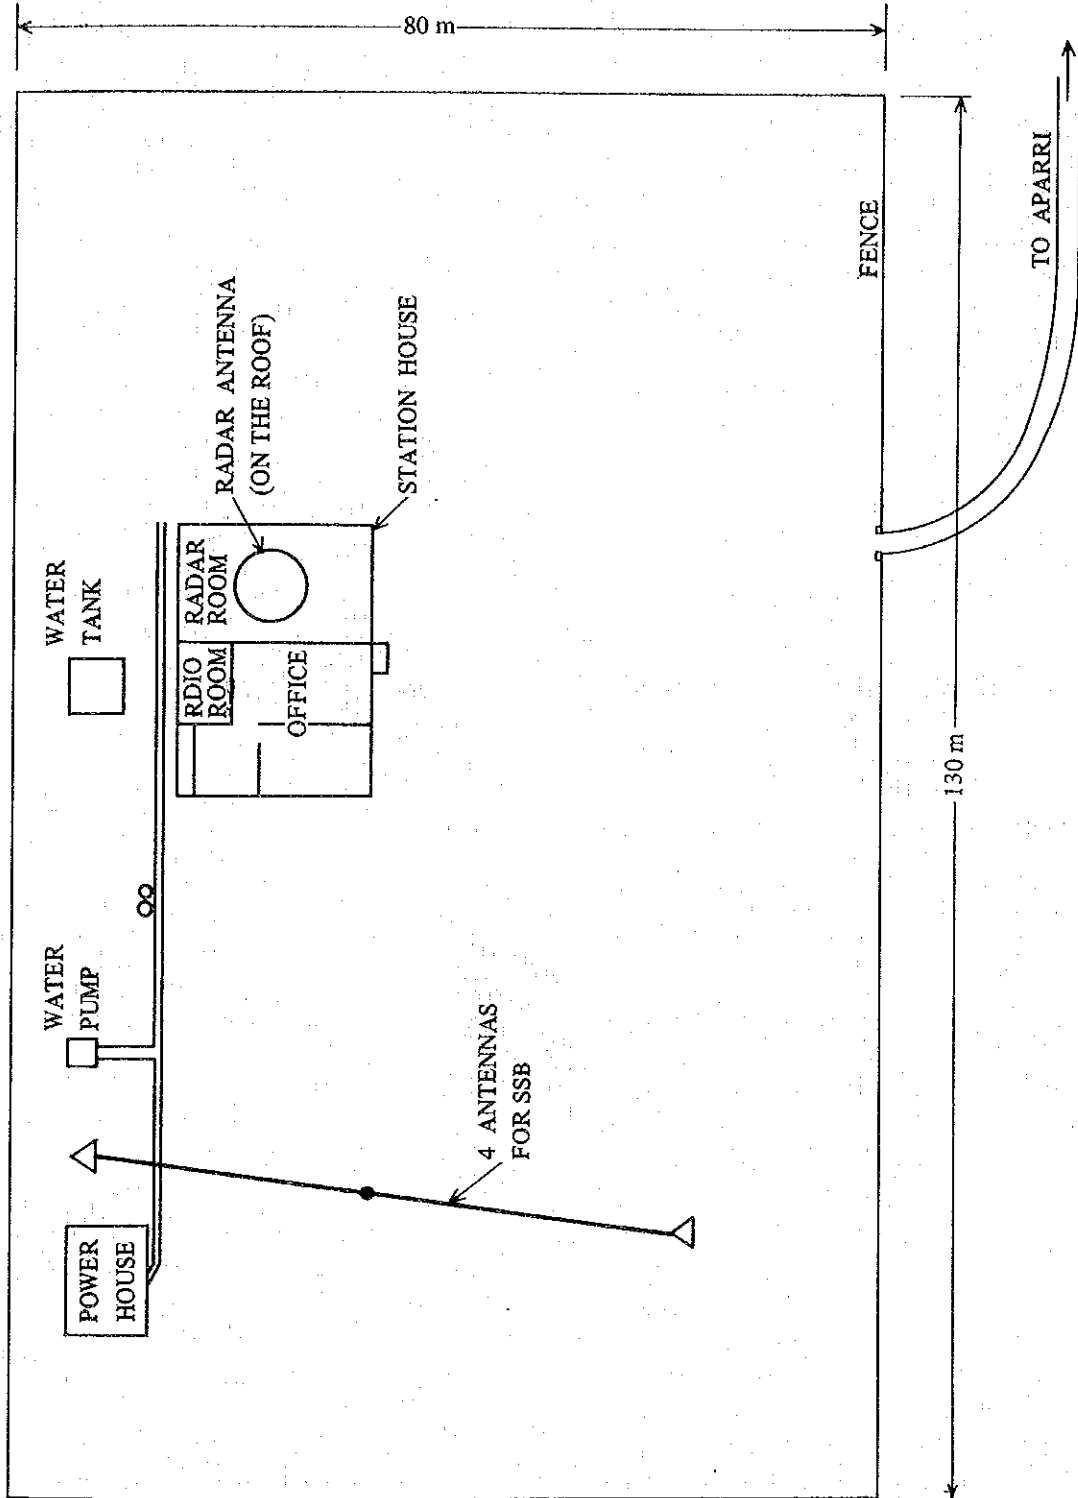 80 m
WATER
TANK
WATER
PUMP
POWER
HOUSE
RADAR
ROOM
RDIO
ROOM
OFFICE
RADAR ANTENNA
(ON THE ROOF)
STATION HOUSE
4 ANTENNAS
FOR SSB
FENCE
130 m
TO APARRI